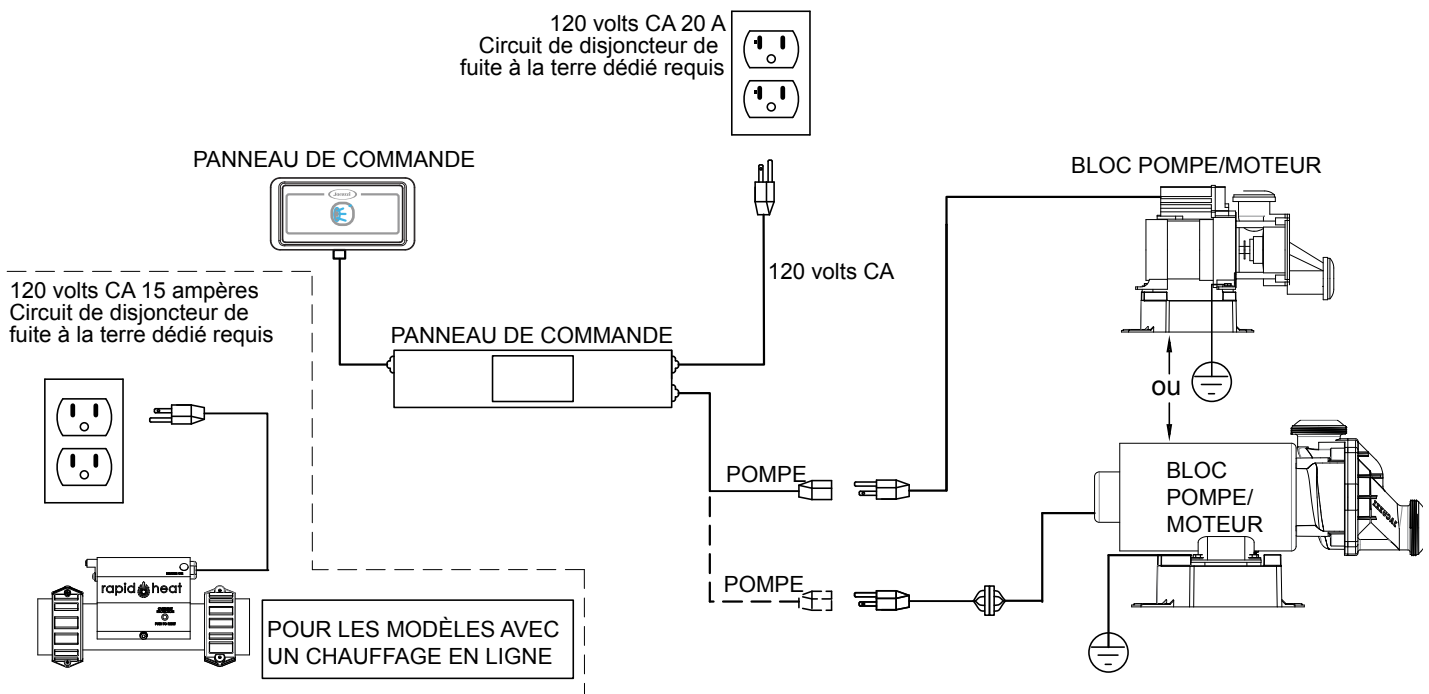 120 volts CA 20 A
Circuit de disjoncteur de
fuite à la terre dédié requis
PANNEAU DE COMMANDE
BLOC POMPE/MOTEUR
120 volts CA
120 volts CA 15 ampères
Circuit de disjoncteur de
fuite à la terre dédié requis
PANNEAU DE COMMANDE
ou
POMPE
BLOC
POMPE/
MOTEUR
POMPE
rapid heat
POUR LES MODÈLES AVEC
UN CHAUFFAGE EN LIGNE